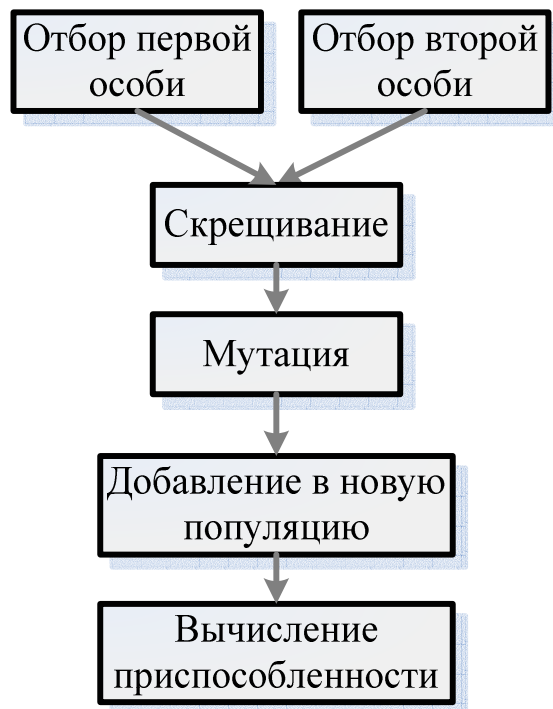 Отбор первой
особи
Отбор второй
особи
Скрещивание
Мутация
Добавление в новую
популяцию
Вычисление
приспособленности